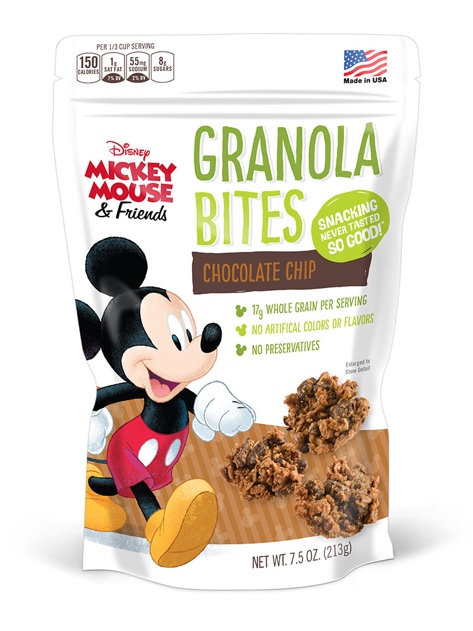 PER 1/3 CUP SERVING
150 CALORIES
1g SAT FAT 7% DV
55mg SODIUM 2% DV
8g SUGARS
Made in USA
Disney
MICKEY
MOUSE
& Friends
GRANOLA
BITES
SNACKING
NEVER TASTED
SO GOOD!™
CHOCOLATE CHIP
17g WHOLE GRAIN PER SERVING
NO ARTIFICAL COLORS OR FLAVORS
NO PRESERVATIVES
Enlarged to
Show Detail
NET WT. 7.5 OZ. (213g)